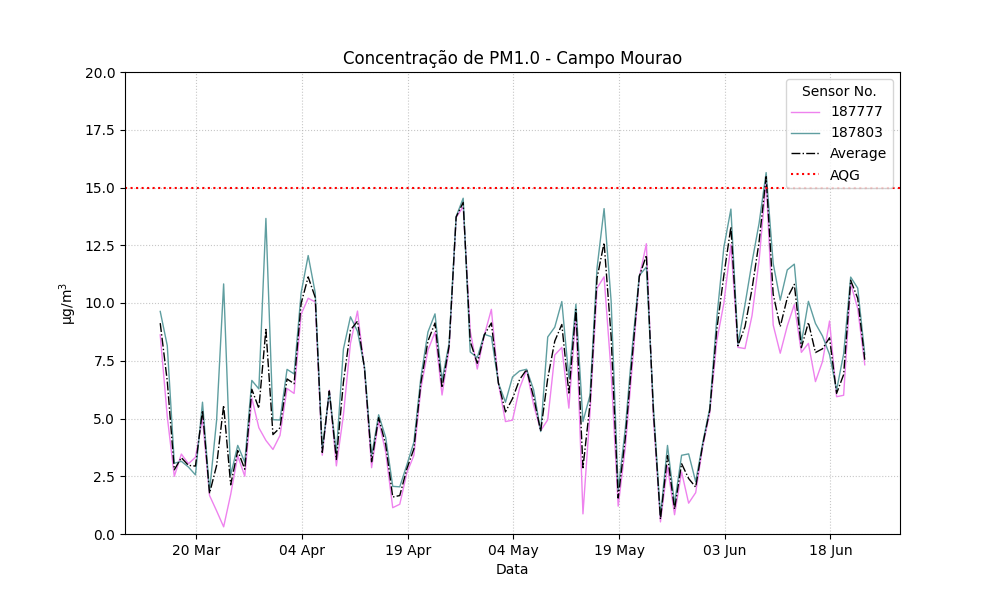 Concentração de PM1.0 - Campo Mourao
20.0
17.5
15.0
12.5
10.0
7.5
5.0
2.5
0.0
µg/m³
Sensor No.
187777
187803
Average
AQG
20 Mar
04 Apr
19 Apr
04 May
19 May
03 Jun
18 Jun
Data